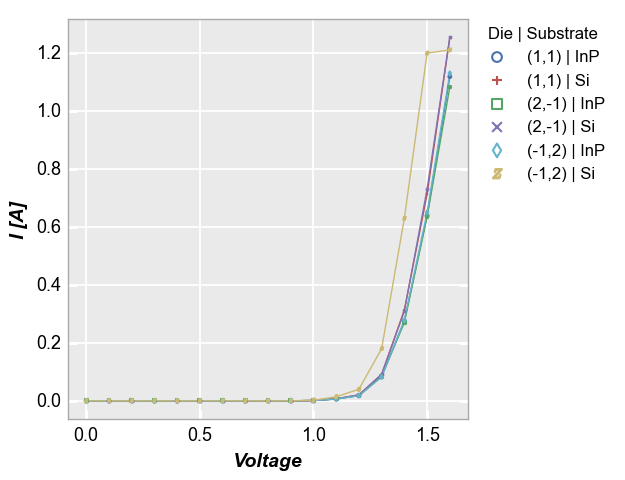 Die | Substrate
(1,1) | InP
(1,1) | Si
(2,-1) | InP
(2,-1) | Si
(-1,2) | InP
(-1,2) | Si
I [A]
1.2
1.0
0.8
0.6
0.4
0.2
0.0
0.0 0.5 1.0 1.5
Voltage